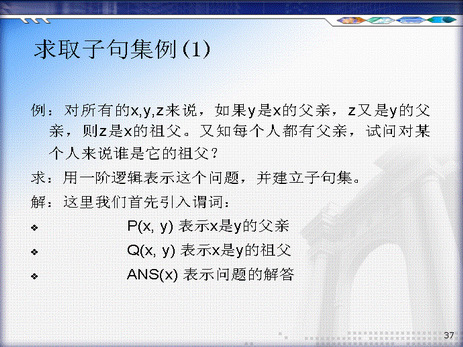 求取子句集例(1)
例：对所有的x,y,z来说，如果y是x的父亲，z又是y的父
亲，则z是x的祖父。又知每个人都有父亲，试问对某
个人来说谁是它的祖父？
求：用一阶逻辑表示这个问题，并建立子句集。
解：这里我们首先引入谓词：
❖ P(x, y) 表示x是y的父亲
❖ Q(x, y) 表示x是y的祖父
❖ ANS(x) 表示问题的解答
37